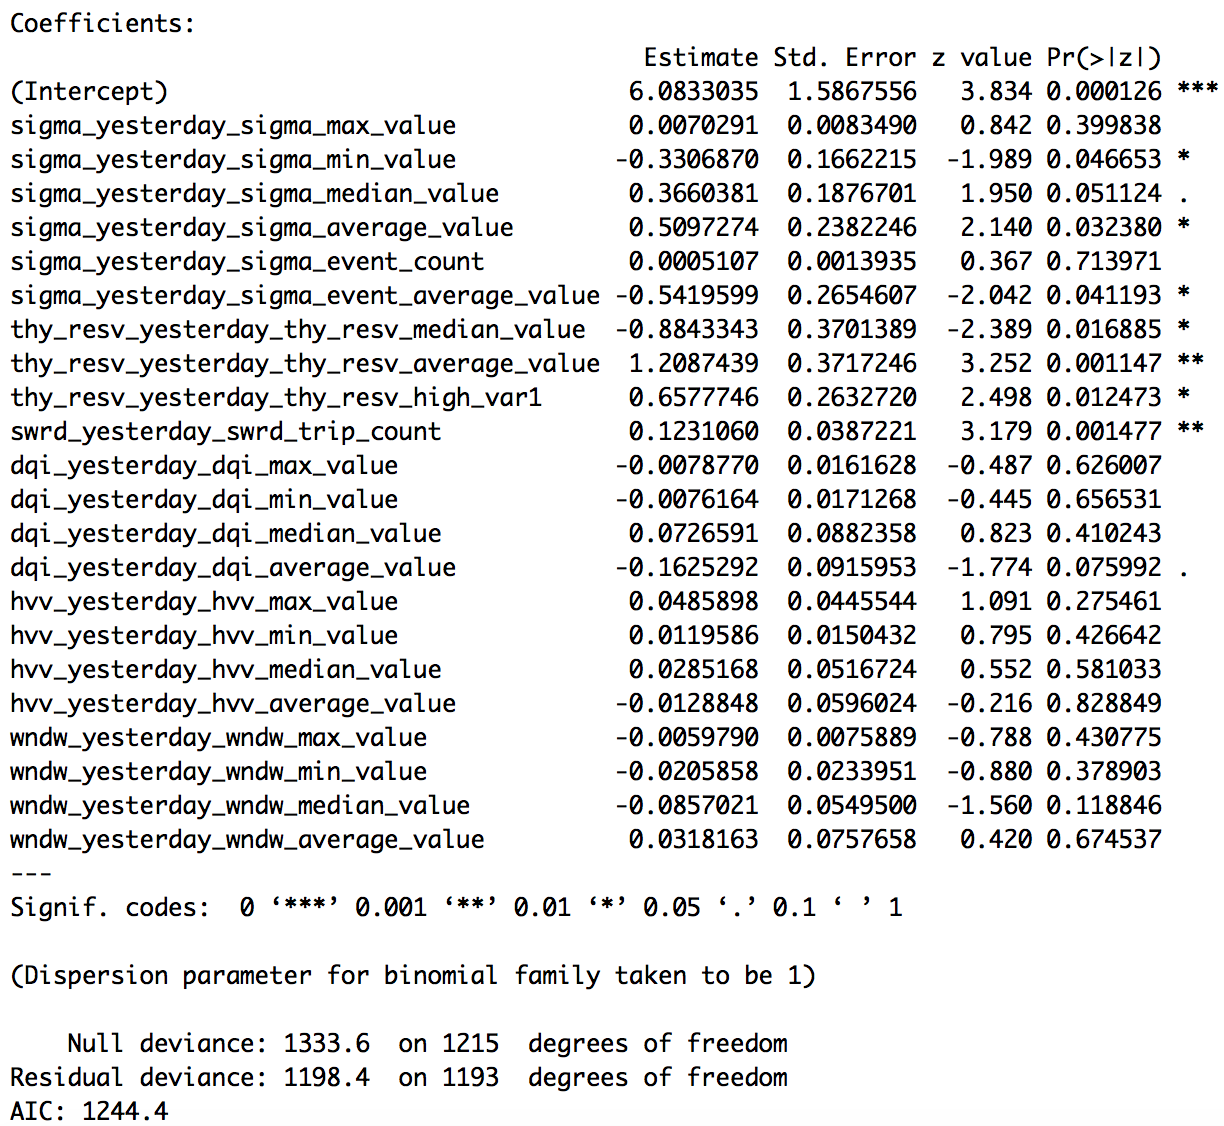 Coefficients:
Estimate Std. Error z value Pr(>|z|)
(Intercept) 6.0833035 1.5867556 3.834 0.000126 ***
sigma_yesterday_sigma_max_value 0.0070291 0.0083490 0.842 0.399838
sigma_yesterday_sigma_min_value -0.3306870 0.1662215 -1.989 0.046653 *
sigma_yesterday_sigma_median_value 0.3660381 0.1876701 1.950 0.051124 .
sigma_yesterday_sigma_average_value 0.5097274 0.2382246 2.140 0.032380 *
sigma_yesterday_sigma_event_count 0.0005107 0.0013935 0.367 0.713971
sigma_yesterday_sigma_event_average_value -0.5419599 0.2654607 -2.042 0.041193 *
thy_resv_yesterday_thy_resv_median_value -0.8843343 0.3701389 -2.389 0.016885 *
thy_resv_yesterday_thy_resv_average_value 1.2087439 0.3717246 3.252 0.001147 **
thy_resv_yesterday_thy_resv_high_var1 0.6577746 0.2632720 2.498 0.012473 *
swrd_yesterday_swrd_trip_count 0.1231060 0.0387221 3.179 0.001477 **
dqi_yesterday_dqi_max_value -0.0078770 0.0161628 -0.487 0.626007
dqi_yesterday_dqi_min_value -0.0076164 0.0171268 -0.445 0.656531
dqi_yesterday_dqi_median_value 0.0726591 0.0882358 0.823 0.410243
dqi_yesterday_dqi_average_value -0.1625292 0.0915953 -1.774 0.075992 .
hvv_yesterday_hvv_max_value 0.0485898 0.0445544 1.091 0.275461
hvv_yesterday_hvv_min_value 0.0119586 0.0150432 0.795 0.426642
hvv_yesterday_hvv_median_value 0.0285168 0.0516724 0.552 0.581033
hvv_yesterday_hvv_average_value -0.0128848 0.0596024 -0.216 0.828849
wndw_yesterday_wndw_max_value -0.0059790 0.0075889 -0.788 0.430775
wndw_yesterday_wndw_min_value -0.0205858 0.0233951 -0.880 0.378903
wndw_yesterday_wndw_median_value -0.0857021 0.0549500 -1.560 0.118846
wndw_yesterday_wndw_average_value 0.0318163 0.0757658 0.420 0.674537
---
Signif. codes:  0 ‘***’ 0.001 ‘**’ 0.01 ‘*’ 0.05 ‘.’ 0.1 ‘ ’ 1
(Dispersion parameter for binomial family taken to be 1)
Null deviance: 1333.6  on 1215  degrees of freedom
Residual deviance: 1198.4  on 1193  degrees of freedom
AIC: 1244.4